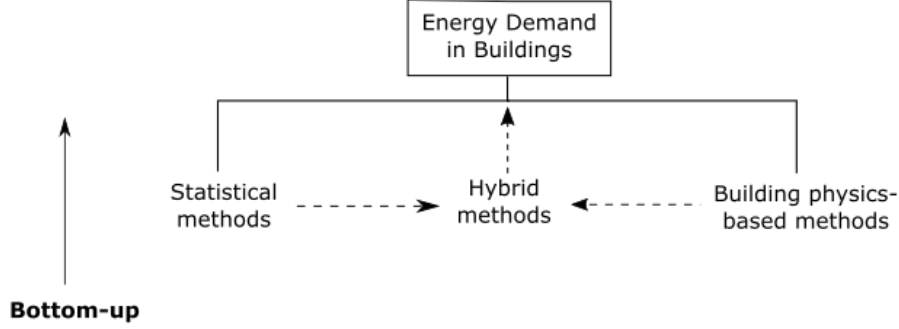 Energy Demand
in Buildings
Statistical
methods
Hybrid
methods
Building physics-
based methods
Bottom-up